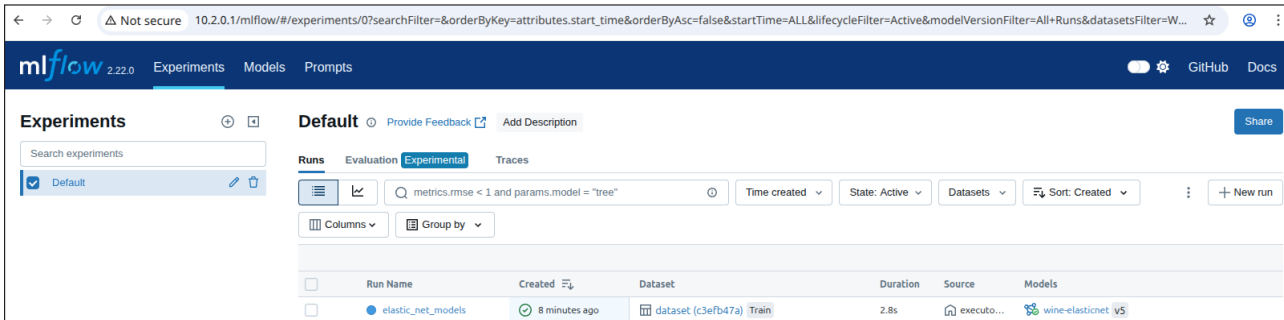 Not secure 10.2.0.1/mlflow/#/experiments/0?searchFilter=&orderByKey=attributes.start_time&orderByAsc=false&startTime=ALL&lifecycleFilter=Active&modelVersionFilter=All+Runs&datasetsFilter=W...
mlflow 2.22.0 Experiments Models Prompts GitHub Docs
Experiments
Default Provide Feedback Add Description Share
Search experiments
Runs Evaluation Experimental Traces
Default
metrics.rmse < 1 and params.model = "tree" Time created State: Active Datasets Sort: Created New run
Columns Group by
Run Name Created Dataset Duration Source Models
elastic_net_models 8 minutes ago dataset (c3efb47a) Train 2.8s executo... wine-elasticnet v5